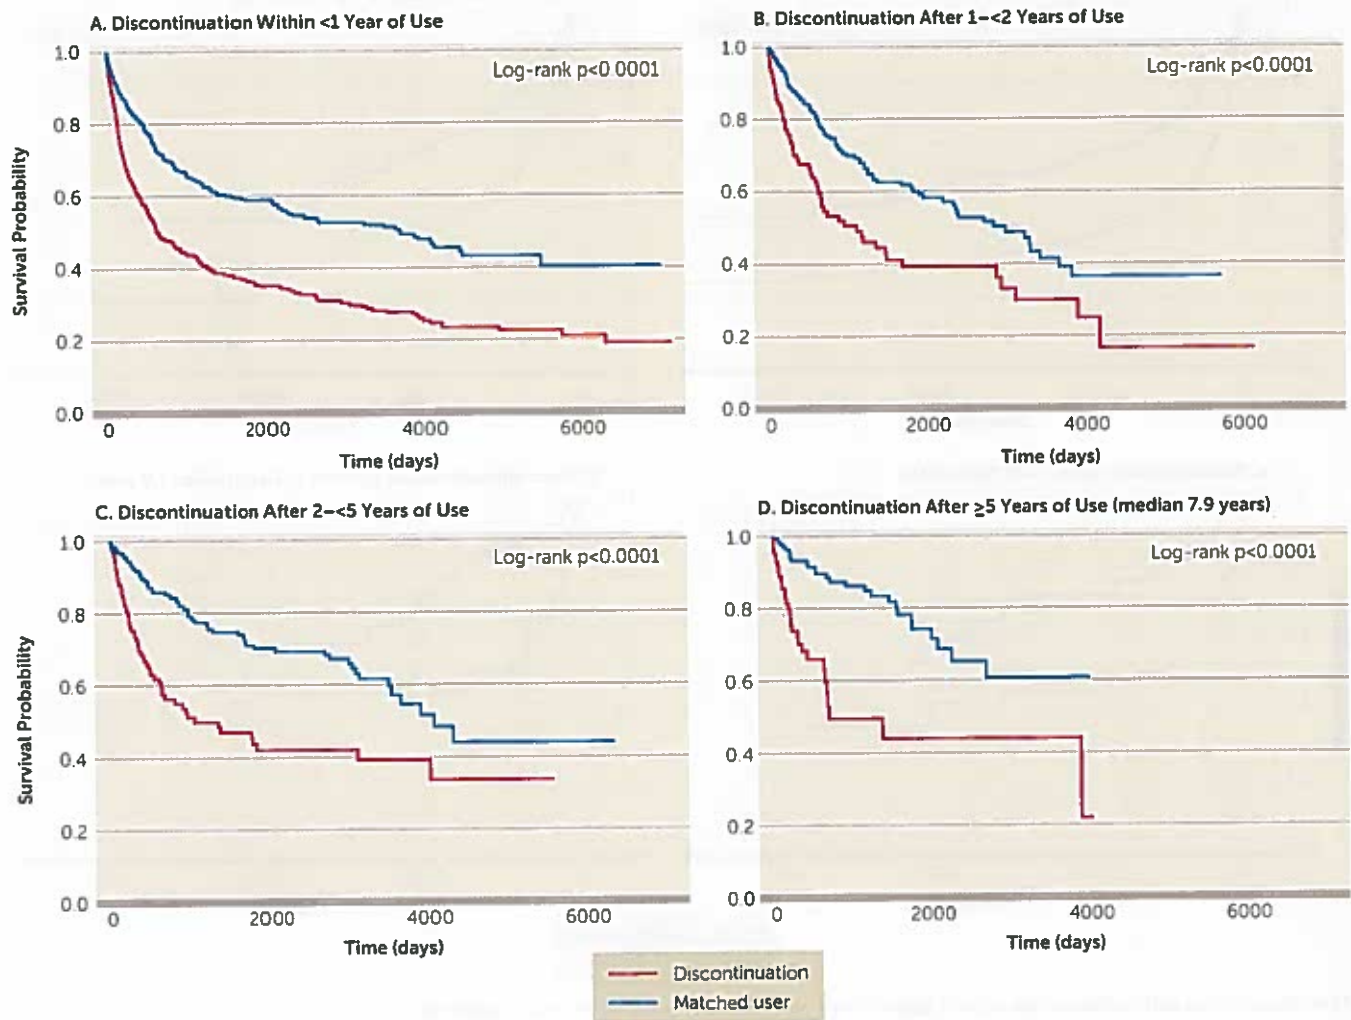 A. Discontinuation Within <1 Year of Use
Log-rank p<0.0001
Survival Probability
1.0
0.8
0.6
0.4
0.2
0.0
0 2000 4000 6000
Time (days)
B. Discontinuation After 1–<2 Years of Use
Log-rank p<0.0001
1.0
0.8
0.6
0.4
0.2
0.0
0 2000 4000 6000
Time (days)
C. Discontinuation After 2–<5 Years of Use
Log-rank p<0.0001
Survival Probability
1.0
0.8
0.6
0.4
0.2
0.0
0 2000 4000 6000
Time (days)
D. Discontinuation After ≥5 Years of Use (median 7.9 years)
Log-rank p<0.0001
1.0
0.8
0.6
0.4
0.2
0.0
0 2000 4000 6000
Time (days)
Discontinuation
Matched user